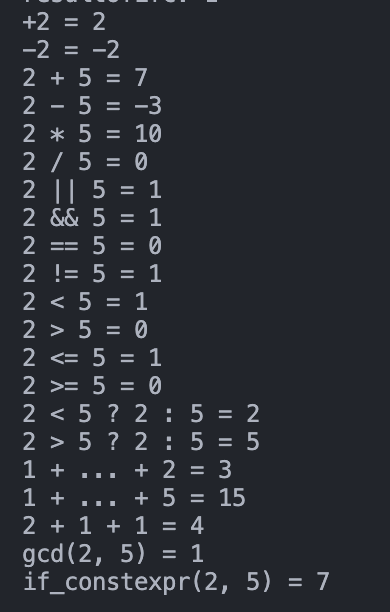 +2 = 2
-2 = -2
2 + 5 = 7
2 - 5 = -3
2 * 5 = 10
2 / 5 = 0
2 || 5 = 1
2 && 5 = 1
2 == 5 = 0
2 != 5 = 1
2 < 5 = 1
2 > 5 = 0
2 <= 5 = 1
2 >= 5 = 0
2 < 5 ? 2 : 5 = 2
2 > 5 ? 2 : 5 = 5
1 + ... + 2 = 3
1 + ... + 5 = 15
2 + 1 + 1 = 4
gcd(2, 5) = 1
if_constexpr(2, 5) = 7